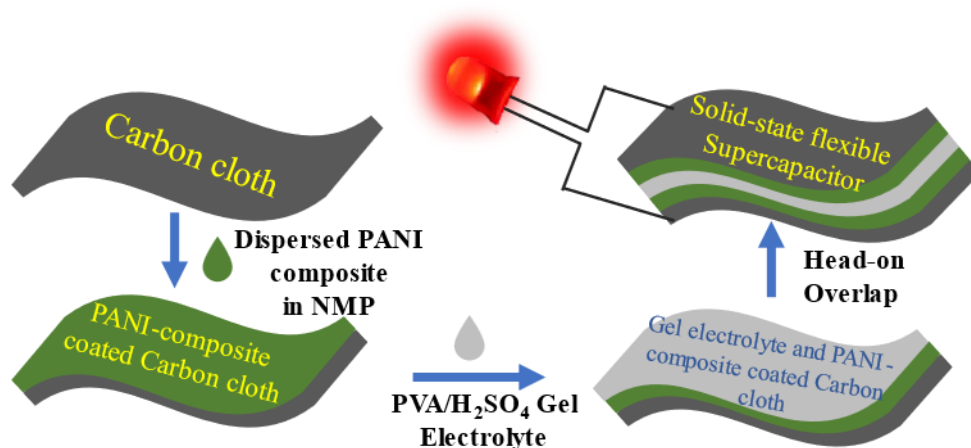 Carbon cloth
Dispersed PANI
composite
in NMP
PANI-composite
coated Carbon cloth
PVA/H₂SO₄ Gel
Electrolyte
Gel electrolyte and PANI-
composite coated Carbon
cloth
Head-on
Overlap
Solid-state flexible
Supercapacitor